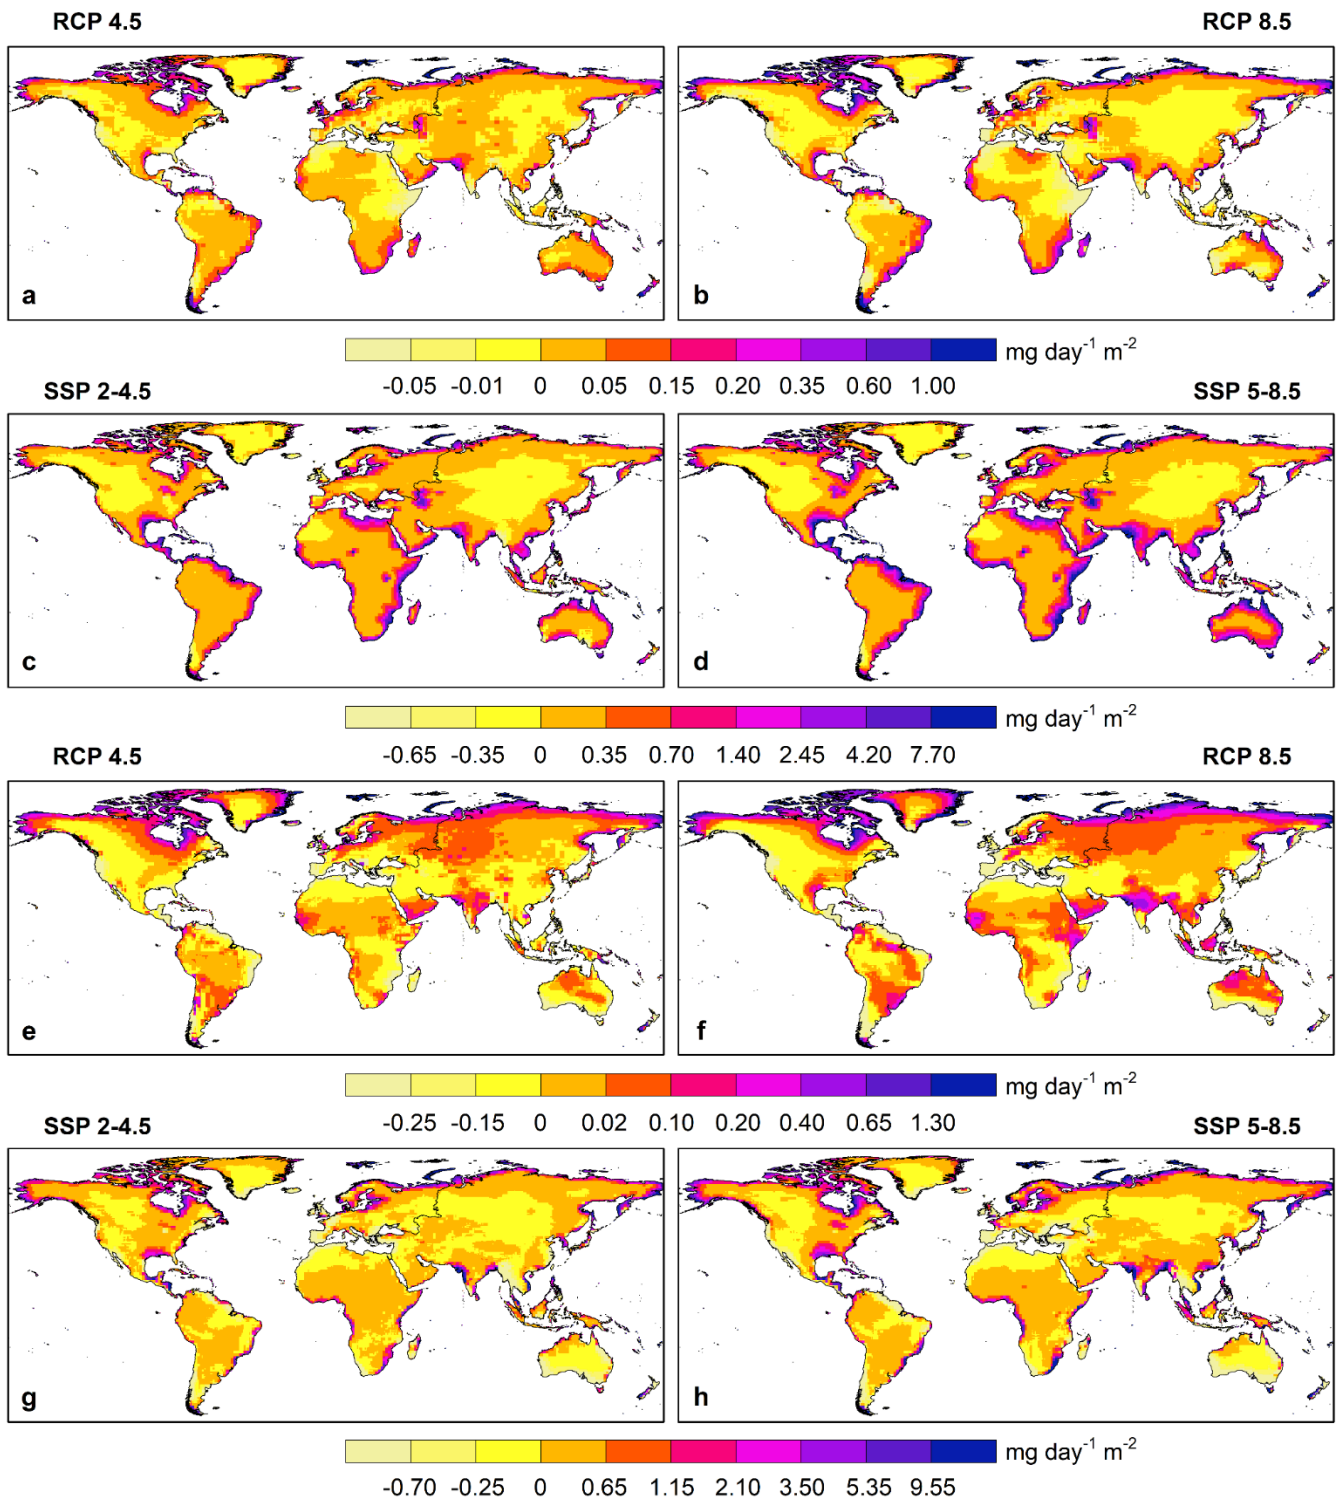 RCP 4.5 RCP 8.5
a b
mg day⁻¹ m⁻²
-0.05 -0.01 0 0.05 0.15 0.20 0.35 0.60 1.00
SSP 2-4.5 SSP 5-8.5
c d
mg day⁻¹ m⁻²
-0.65 -0.35 0 0.35 0.70 1.40 2.45 4.20 7.70
RCP 4.5 RCP 8.5
e f
mg day⁻¹ m⁻²
-0.25 -0.15 0 0.02 0.10 0.20 0.40 0.65 1.30
SSP 2-4.5 SSP 5-8.5
g h
mg day⁻¹ m⁻²
-0.70 -0.25 0 0.65 1.15 2.10 3.50 5.35 9.55